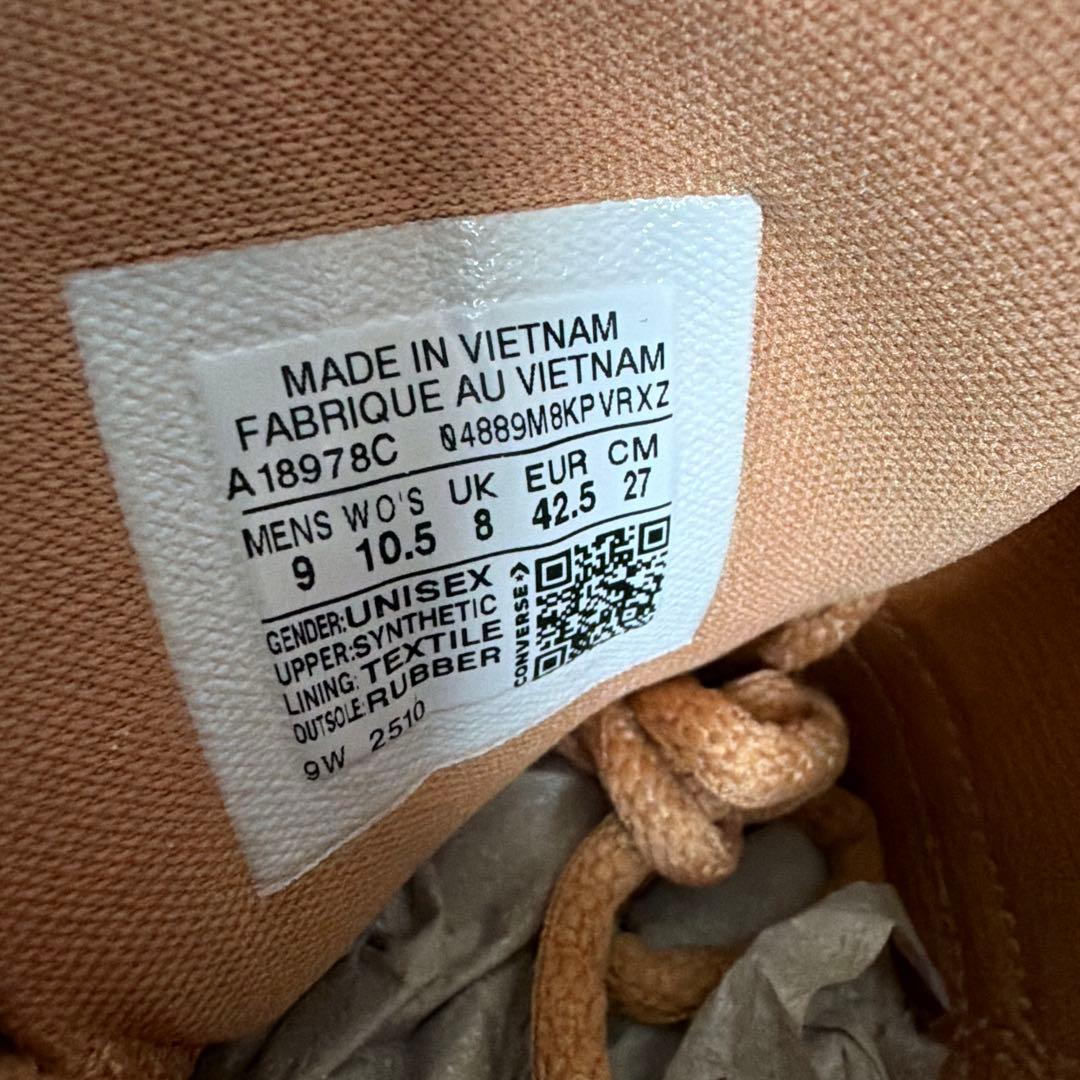 MADE IN VIETNAM
FABRIQUE AU VIETNAM
A18978C 04889M8KPVRXZ
MENS WO'S UK EUR CM
9 10.5 8 42.5 27
GENDER:UNISEX
UPPER:SYNTHETIC
LINING:TEXTILE
OUTSOLE:RUBBER
CONVERSE
9W 2510